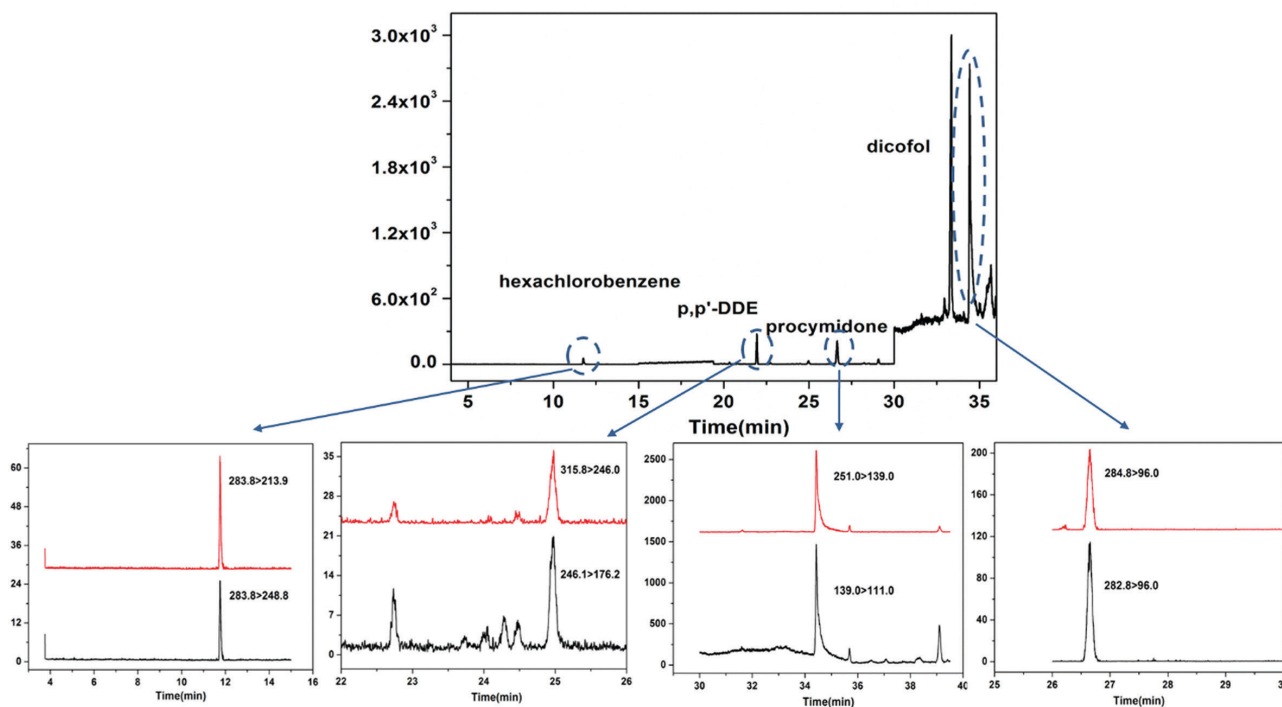 3.0x10³
2.4x10³
1.8x10³
1.2x10³
6.0x10²
0.0
dicofol
hexachlorobenzene
p,p'-DDE
procymidone
5 10 15 20 25 30 35
Time(min)
60
48
36
24
12
0
283.8>213.9
283.8>248.8
4 6 8 10 12 14 16
Time(min)
35
28
21
14
7
0
315.8>246.0
246.1>176.2
22 23 24 25 26
Time(min)
2500
2000
1500
1000
500
0
251.0>139.0
139.0>111.0
30 32 34 36 38 40
Time(min)
200
160
120
80
40
0
284.8>96.0
282.8>96.0
25 26 27 28 29
Time(min)